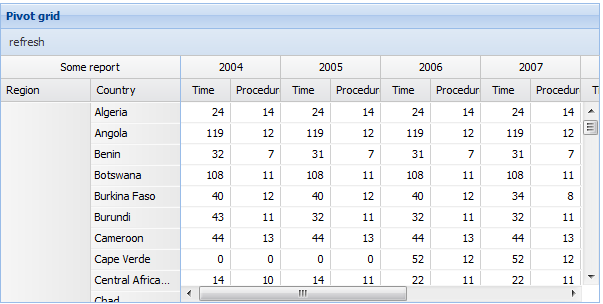 Pivot grid
refresh
Some report 2004 2005 2006 2007
Region Country Time Procedur Time Procedur Time Procedur Time Procedur
Algeria 24 14 24 14 24 14 24 14
Angola 119 12 119 12 119 12 119 12
Benin 32 7 31 7 31 7 31 7
Botswana 108 11 108 11 108 11 108 11
Burkina Faso 40 12 40 12 40 12 34 8
Burundi 43 11 32 11 32 11 32 11
Cameroon 44 13 44 13 44 13 44 13
Cape Verde 0 0 0 0 52 12 52 12
Central Africa... 14 10 14 11 22 11 22 11
Chad